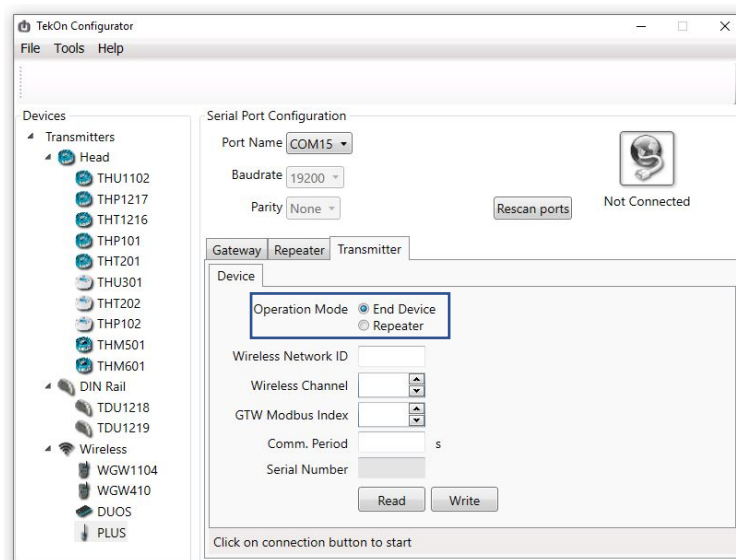 TekOn Configurator
File Tools Help
Devices
Transmitters
Head
THU1102
THP1217
THT1216
THP101
THT201
THU301
THT202
THP102
THM501
THM601
DIN Rail
TDU1218
TDU1219
Wireless
WGW1104
WGW410
DUOS
PLUS
Serial Port Configuration
Port Name COM15
Baudrate 19200
Parity None
Rescan ports
Not Connected
Gateway Repeater Transmitter
Device
Operation Mode End Device
Repeater
Wireless Network ID
Wireless Channel
GTW Modbus Index
Comm. Period s
Serial Number
Read Write
Click on connection button to start